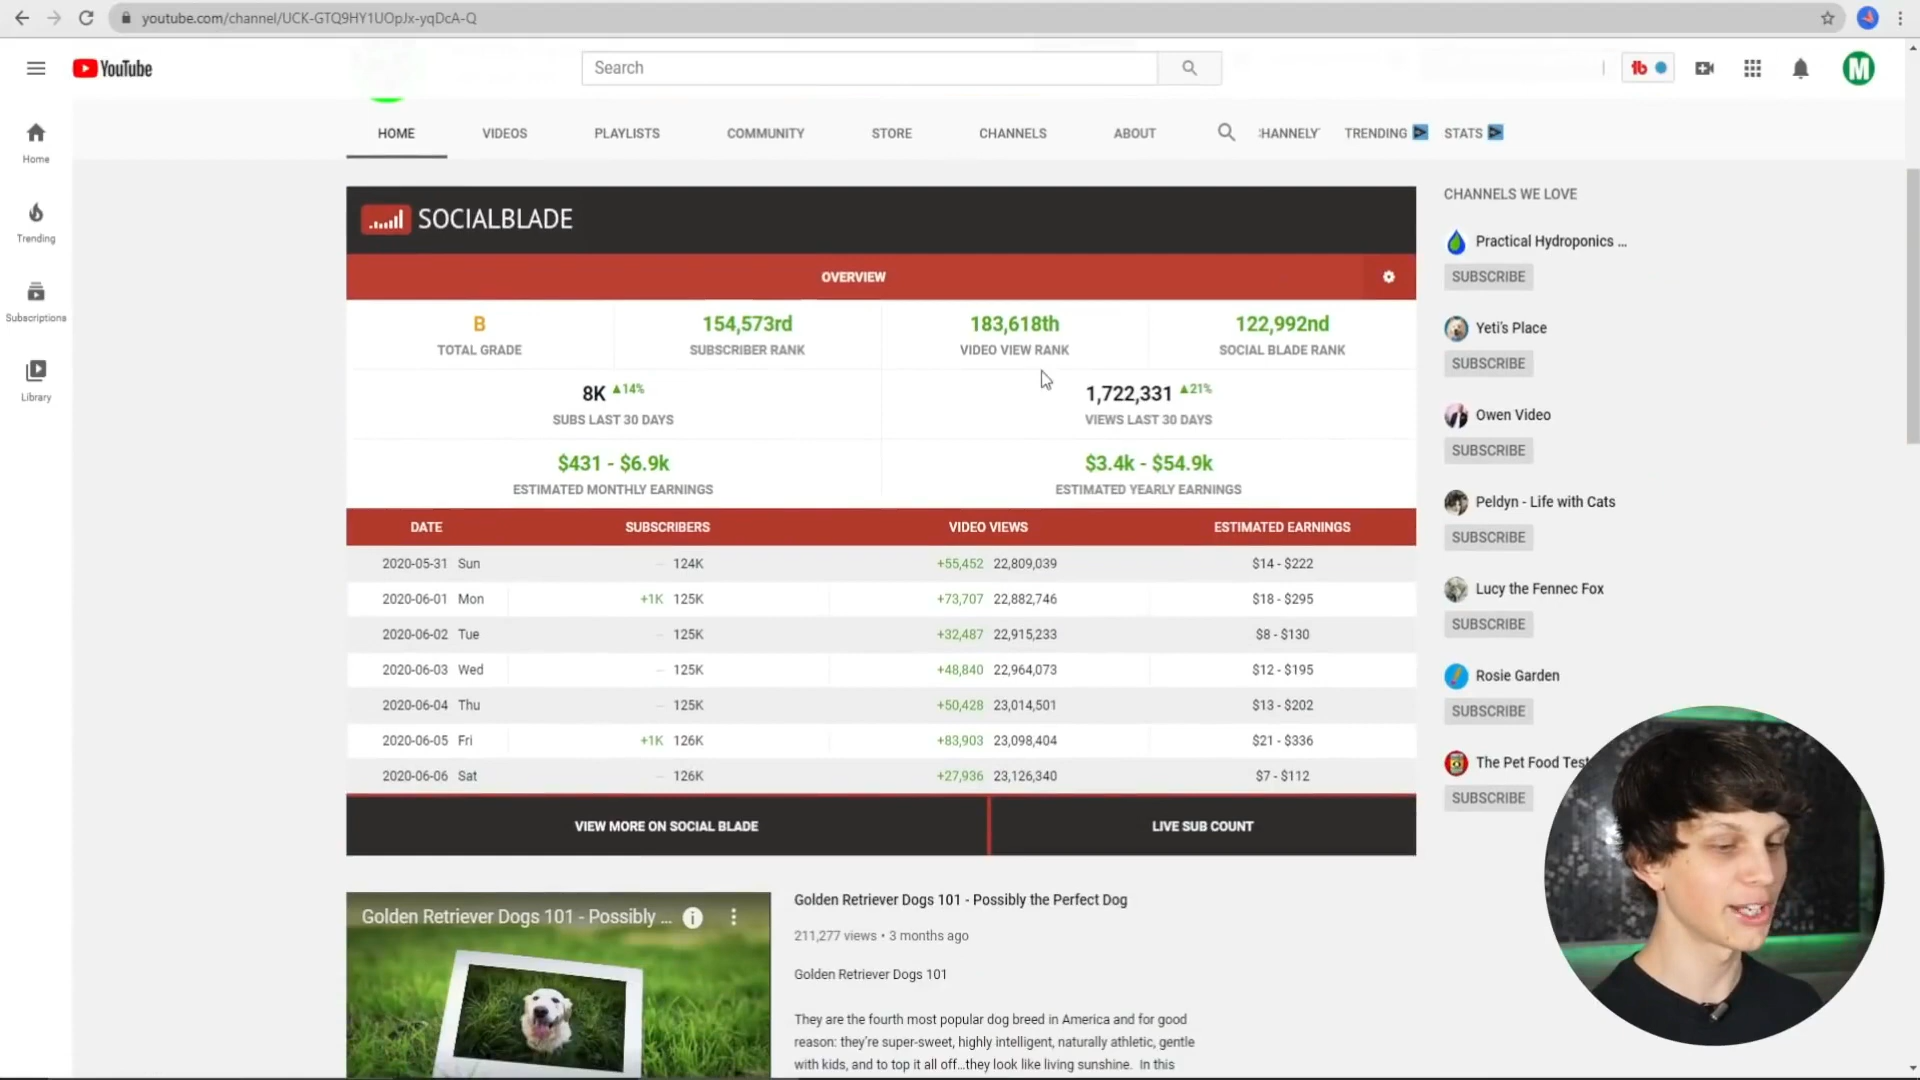 youtube.com/channel/UCK-GTQ9HY1UOpJx-yqDcA-Q
YouTube
Search
tb
M
HOME VIDEOS PLAYLISTS COMMUNITY STORE CHANNELS ABOUT HANNELY TRENDING STATS
Home
Trending
Subscriptions
Library
SOCIALBLADE
OVERVIEW
B 154,573rd 183,618th 122,992nd
TOTAL GRADE SUBSCRIBER RANK VIDEO VIEW RANK SOCIAL BLADE RANK
8K ▲14% 1,722,331 ▲21%
SUBS LAST 30 DAYS VIEWS LAST 30 DAYS
$431 - $6.9k $3.4k - $54.9k
ESTIMATED MONTHLY EARNINGS ESTIMATED YEARLY EARNINGS
DATE SUBSCRIBERS VIDEO VIEWS ESTIMATED EARNINGS
2020-05-31 Sun -- 124K +55,452 22,809,039 $14 - $222
2020-06-01 Mon +1K 125K +73,707 22,882,746 $18 - $295
2020-06-02 Tue -- 125K +32,487 22,915,233 $8 - $130
2020-06-03 Wed -- 125K +48,840 22,964,073 $12 - $195
2020-06-04 Thu -- 125K +50,428 23,014,501 $13 - $202
2020-06-05 Fri +1K 126K +83,903 23,098,404 $21 - $336
2020-06-06 Sat -- 126K +27,936 23,126,340 $7 - $112
VIEW MORE ON SOCIAL BLADE LIVE SUB COUNT
CHANNELS WE LOVE
Practical Hydroponics ...
SUBSCRIBE
Yeti's Place
SUBSCRIBE
Owen Video
SUBSCRIBE
Peldyn - Life with Cats
SUBSCRIBE
Lucy the Fennec Fox
SUBSCRIBE
Rosie Garden
SUBSCRIBE
The Pet Food Test
SUBSCRIBE
Golden Retriever Dogs 101 - Possibly ...
Golden Retriever Dogs 101 - Possibly the Perfect Dog
211,277 views • 3 months ago
Golden Retriever Dogs 101
They are the fourth most popular dog breed in America and for good
reason: they're super-sweet, highly intelligent, naturally athletic, gentle
with kids, and to top it all off...they look like living sunshine. In this